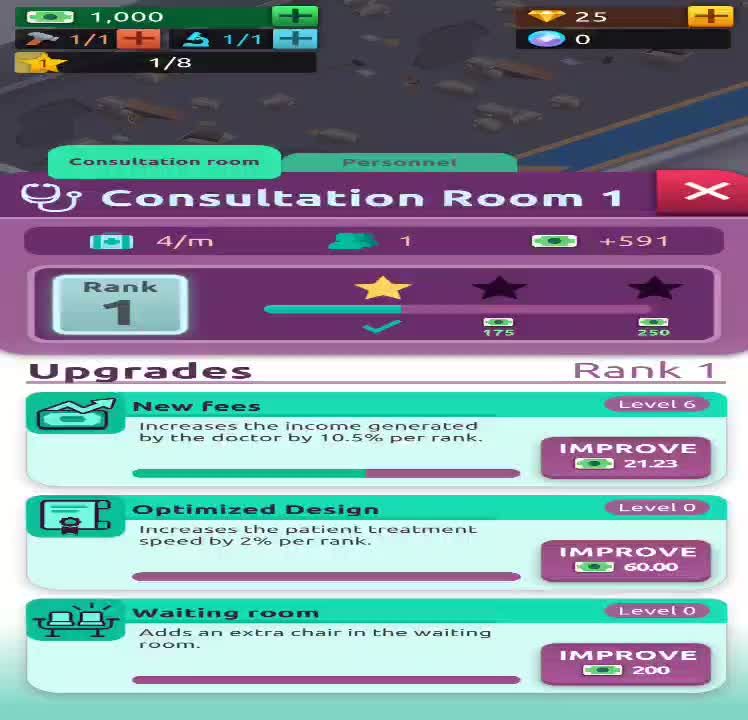 1,000
25
1/1
1/1
0
1
1/8
Consultation room
Personnel
Consultation Room 1
4/m
1
+591
Rank
1
175
250
Upgrades
Rank 1
New fees
Level 6
Increases the income generated
by the doctor by 10.5% per rank.
IMPROVE
21.23
Optimized Design
Level 0
Increases the patient treatment
speed by 2% per rank.
IMPROVE
60.00
Waiting room
Level 0
Adds an extra chair in the waiting
room.
IMPROVE
200